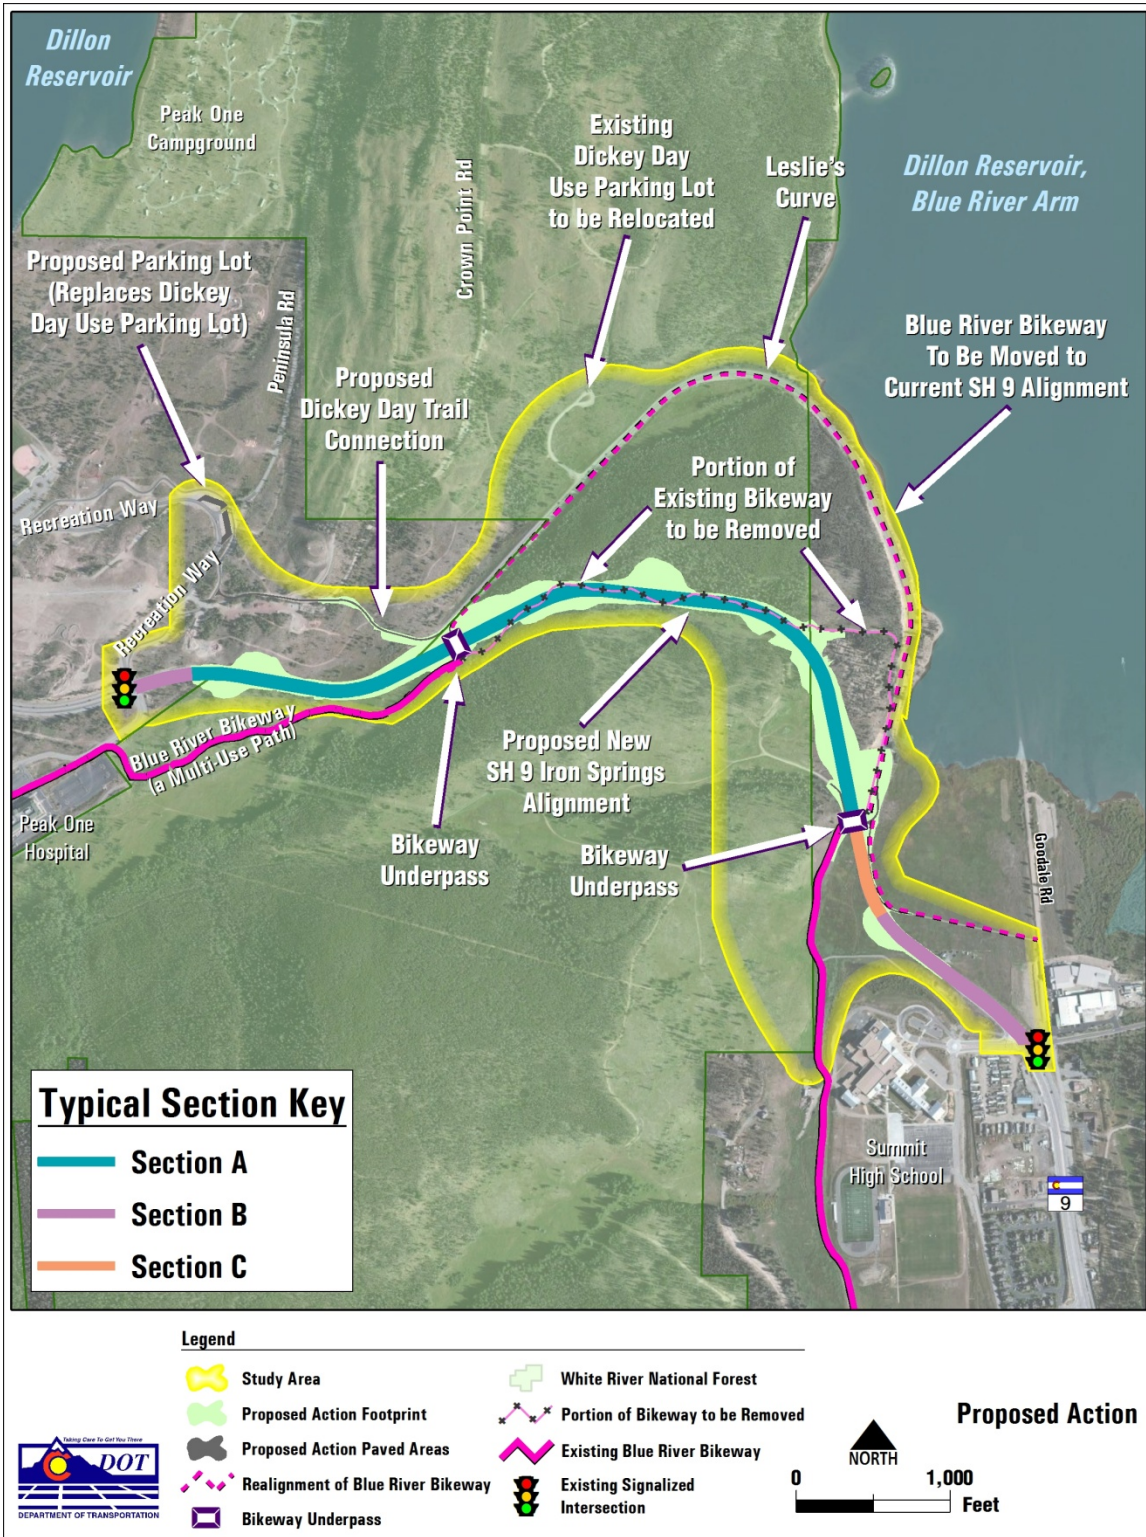 Dillon
Reservoir
Peak One
Campground
Crown Point Rd
Existing
Dickey Day
Use Parking Lot
to be Relocated
Leslie's
Curve
Dillon Reservoir,
Blue River Arm
Proposed Parking Lot
(Replaces Dickey
Day Use Parking Lot)
Peninsula Rd
Proposed
Dickey Day Trail
Connection
Blue River Bikeway
To Be Moved to
Current SH 9 Alignment
Portion of
Existing Bikeway
to be Removed
Recreation Way
Recreation Way
Blue River Bikeway
(a Multi-Use Path)
Peak One
Hospital
Bikeway
Underpass
Proposed New
SH 9 Iron Springs
Alignment
Bikeway
Underpass
Goodale Rd
Summit
High School
9
Typical Section Key
Section A
Section B
Section C
Legend
Study Area
Proposed Action Footprint
Proposed Action Paved Areas
Realignment of Blue River Bikeway
Bikeway Underpass
White River National Forest
Portion of Bikeway to be Removed
Existing Blue River Bikeway
Existing Signalized
Intersection
Proposed Action
NORTH
0 1,000
Feet
Taking Care To Get You There
DOT
DEPARTMENT OF TRANSPORTATION